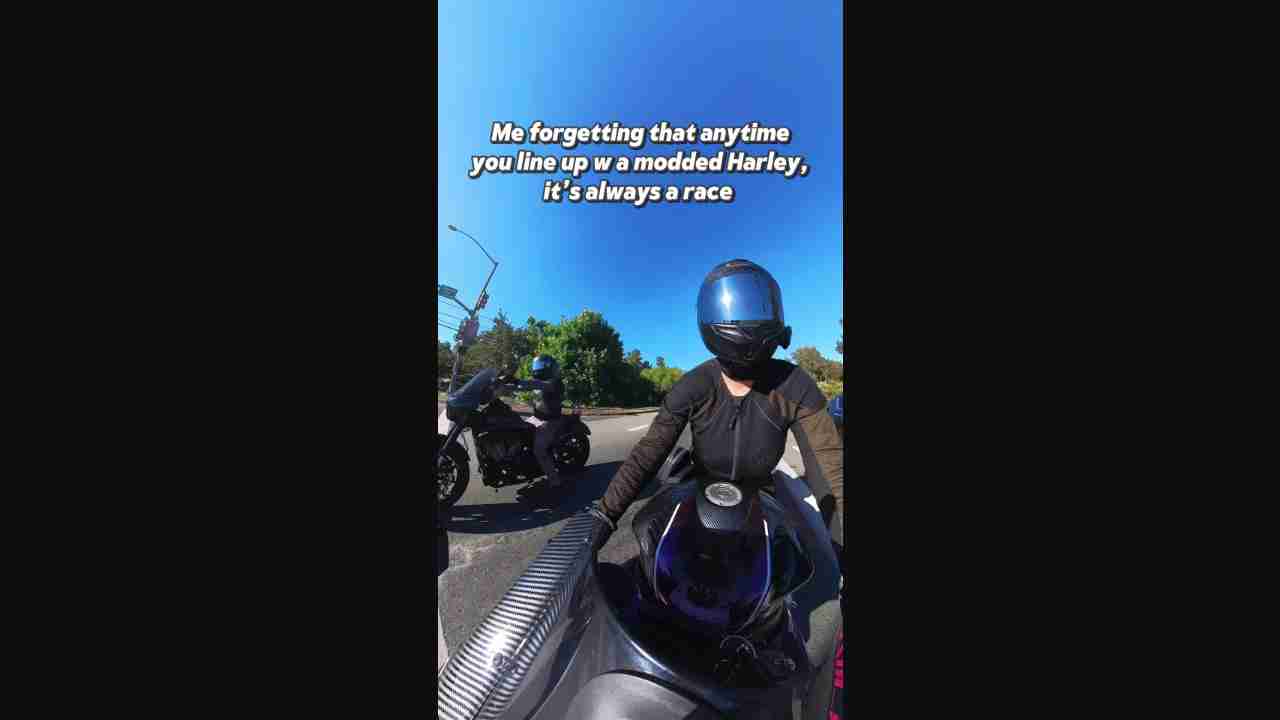 Me forgetting that anytime
you line up w a modded Harley,
it's always a race